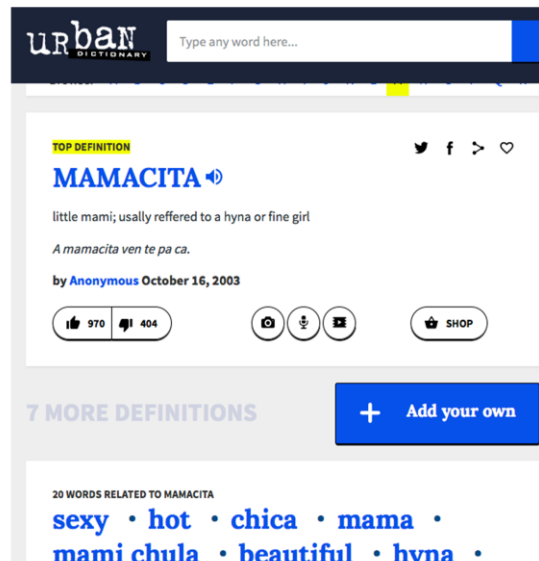 urban
DICTIONARY
Type any word here...
TOP DEFINITION
MAMACITA
little mami; usally reffered to a hyna or fine girl
A mamacita ven te pa ca.
by Anonymous October 16, 2003
970 404 SHOP
7 MORE DEFINITIONS
Add your own
20 WORDS RELATED TO MAMACITA
sexy • hot • chica • mama •
mami chula • beautiful • hyna •